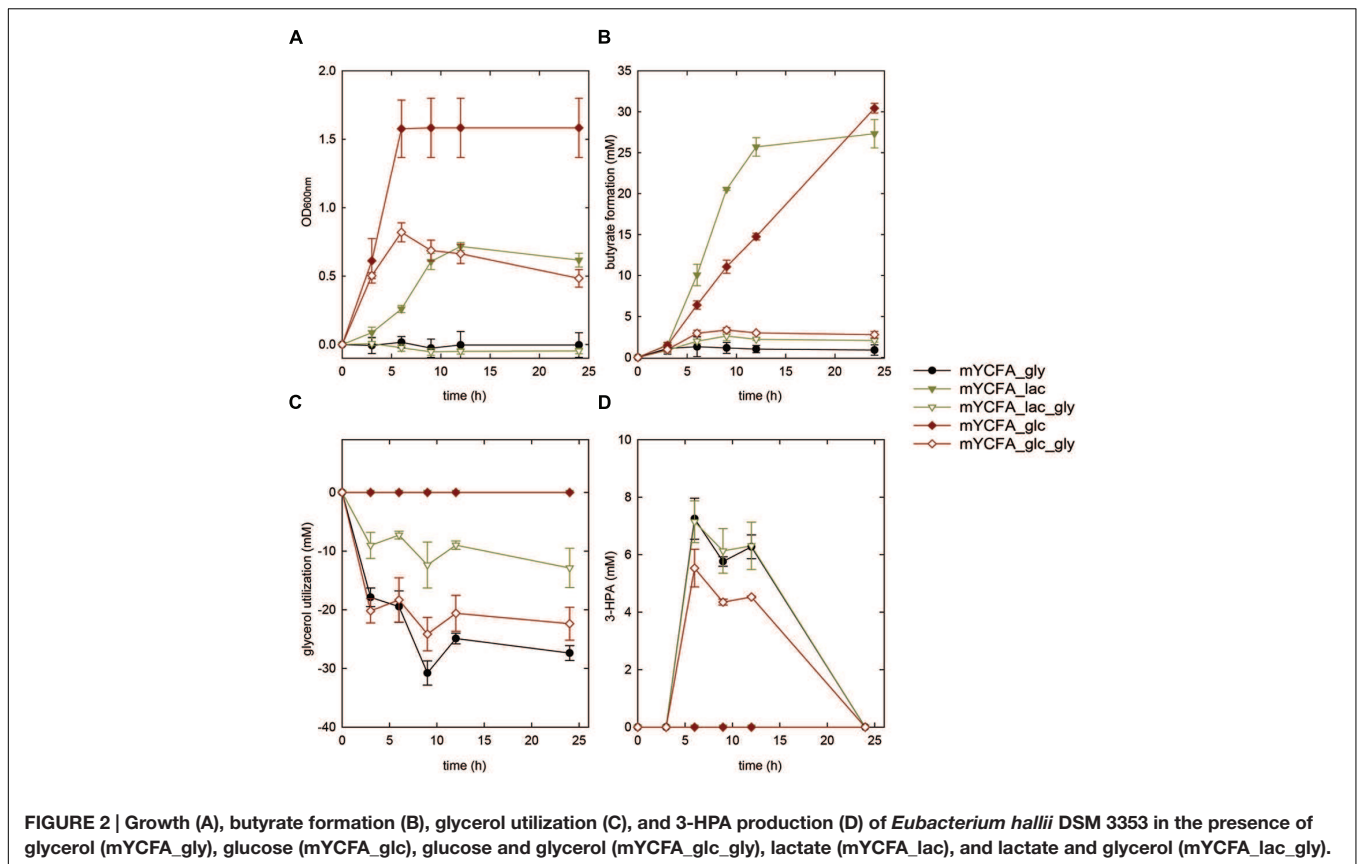 A
B
2.0
1.5
1.0
0.5
0.0
OD600nm
0 5 10 15 20 25
time (h)
35
30
25
20
15
10
5
0
butyrate formation (mM)
0 5 10 15 20 25
time (h)
mYCFA_gly
mYCFA_lac
mYCFA_lac_gly
mYCFA_glc
mYCFA_glc_gly
C
D
0
-10
-20
-30
-40
glycerol utilization (mM)
0 5 10 15 20 25
time (h)
10
8
6
4
2
0
3-HPA (mM)
0 5 10 15 20 25
time (h)
FIGURE 2 | Growth (A), butyrate formation (B), glycerol utilization (C), and 3-HPA production (D) of Eubacterium hallii DSM 3353 in the presence of
glycerol (mYCFA_gly), glucose (mYCFA_glc), glucose and glycerol (mYCFA_glc_gly), lactate (mYCFA_lac), and lactate and glycerol (mYCFA_lac_gly).